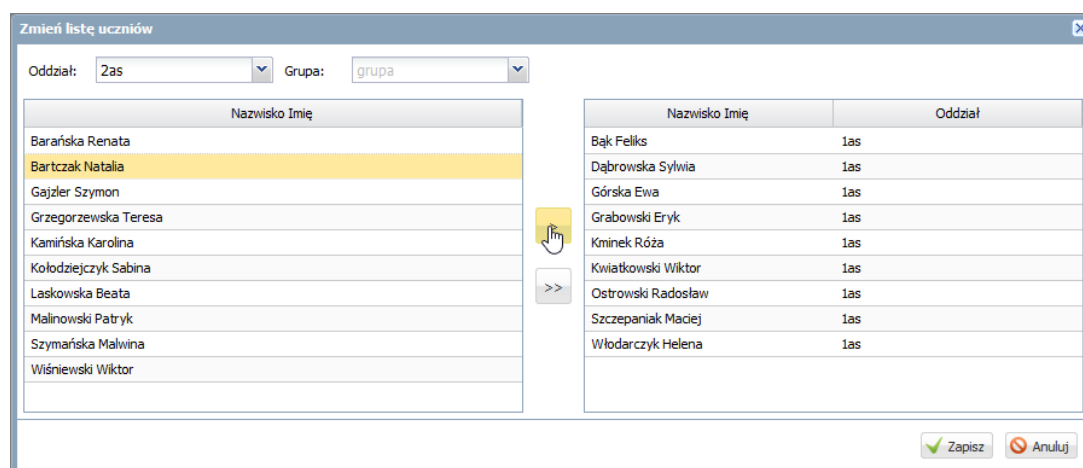 Zmień listę uczniów
Oddział: 2as Grupa: grupa
Nazwisko Imię Nazwisko Imię Oddział
Barańska Renata Bąk Feliks 1as
Bartczak Natalia Dąbrowska Sylwia 1as
Gajzler Szymon Górska Ewa 1as
Grzegorzewska Teresa Grabowski Eryk 1as
Kamińska Karolina Kminek Róża 1as
Kołodziejczyk Sabina Kwiatkowski Wiktor 1as
Laskowska Beata >> Ostrowski Radosław 1as
Malinowski Patryk Szczepaniak Maciej 1as
Szymańska Malwina Włodarczyk Helena 1as
Wiśniewski Wiktor
Zapisz Anuluj